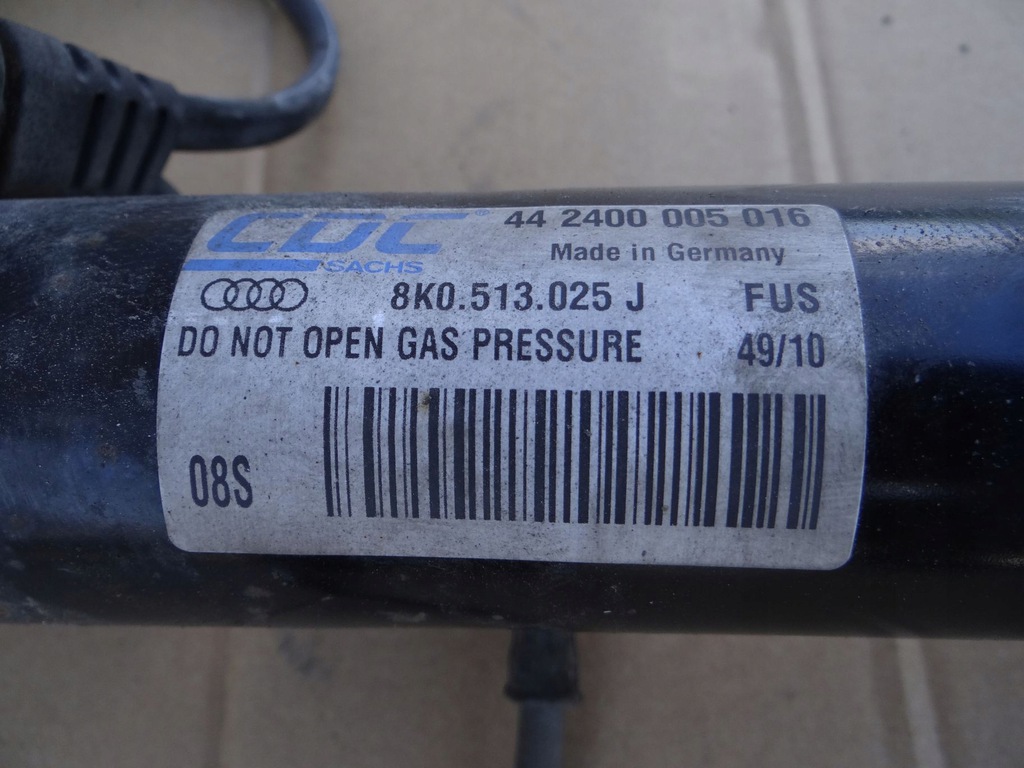 CDC® 44 2400 005 016
SACHS Made in Germany
8K0.513.025 J FUS
DO NOT OPEN GAS PRESSURE 49/10
08S